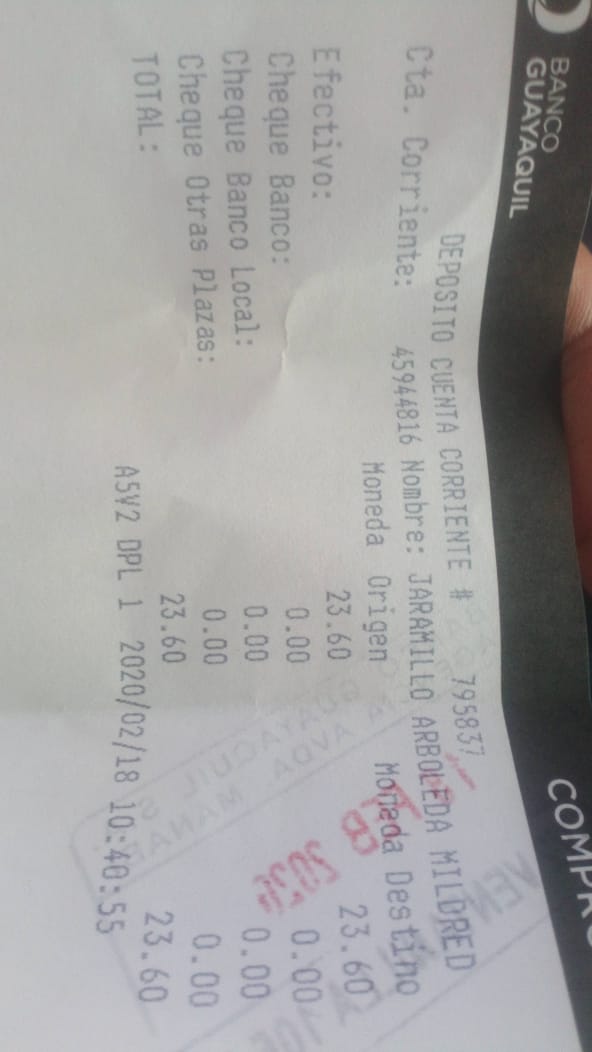 BANCO
GUAYAQUIL
DEPOSITO CUENTA CORRIENTE # 795837
Cta. Corriente: 45944816 Nombre: JARAMILLO ARBOLEDA MILDRED
Moneda Origen Moneda Destino
Efectivo: 23.60 23.60
Cheque Banco: 0.00 0.00
Cheque Banco Local: 0.00 0.00
Cheque Otras Plazas: 0.00 0.00
TOTAL: 23.60 23.60
A5V2 DPL 1 2020/02/18 10:40:55